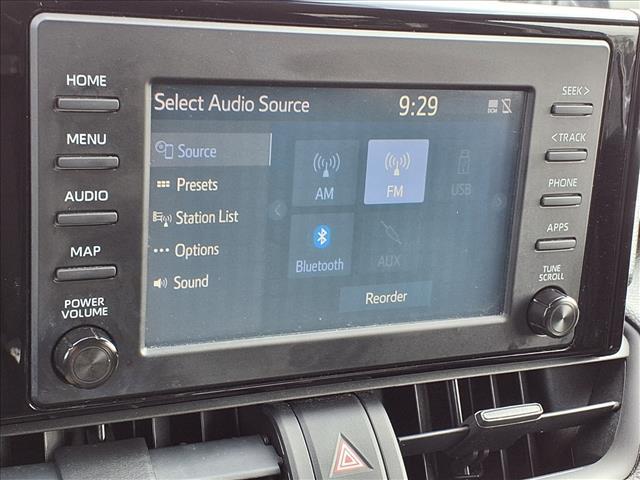 HOME
MENU
AUDIO
MAP
POWER
VOLUME
Select Audio Source
9:29
DCM
Source
Presets
Station List
Options
Sound
AM
FM
USB
Bluetooth
AUX
Reorder
SEEK >
< TRACK
PHONE
APPS
TUNE
SCROLL